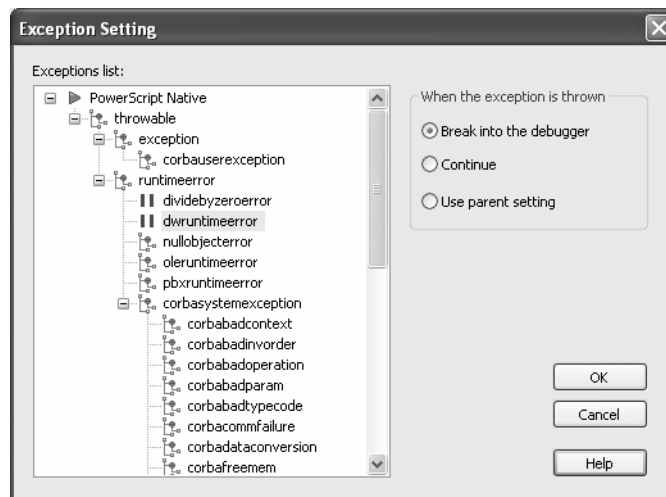 Exception Setting
Exceptions list:
PowerScript Native
throwable
exception
corbauserexception
runtimeerror
dividebyzeroerror
dwruntimeerror
nullobjecterror
oleruntimeerror
pbxruntimeerror
corbasystemexception
corbabadcontext
corbabadinvorder
corbabadoperation
corbabadparam
corbabadtypecode
corbacommfailure
corbadataconversion
corbafreemem
When the exception is thrown
Break into the debugger
Continue
Use parent setting
OK
Cancel
Help